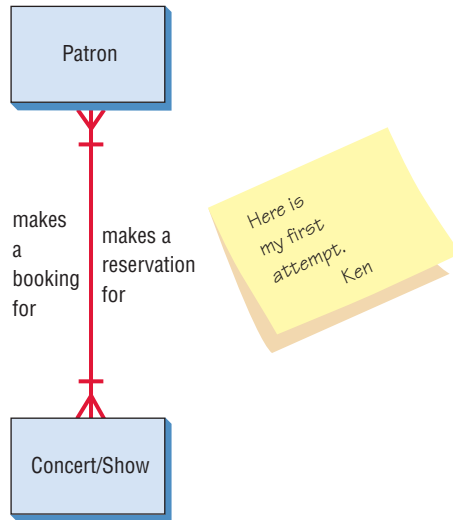 Patron
makes
a
booking
for
makes a
reservation
for
Here is
my first
attempt.
Ken
Concert/Show